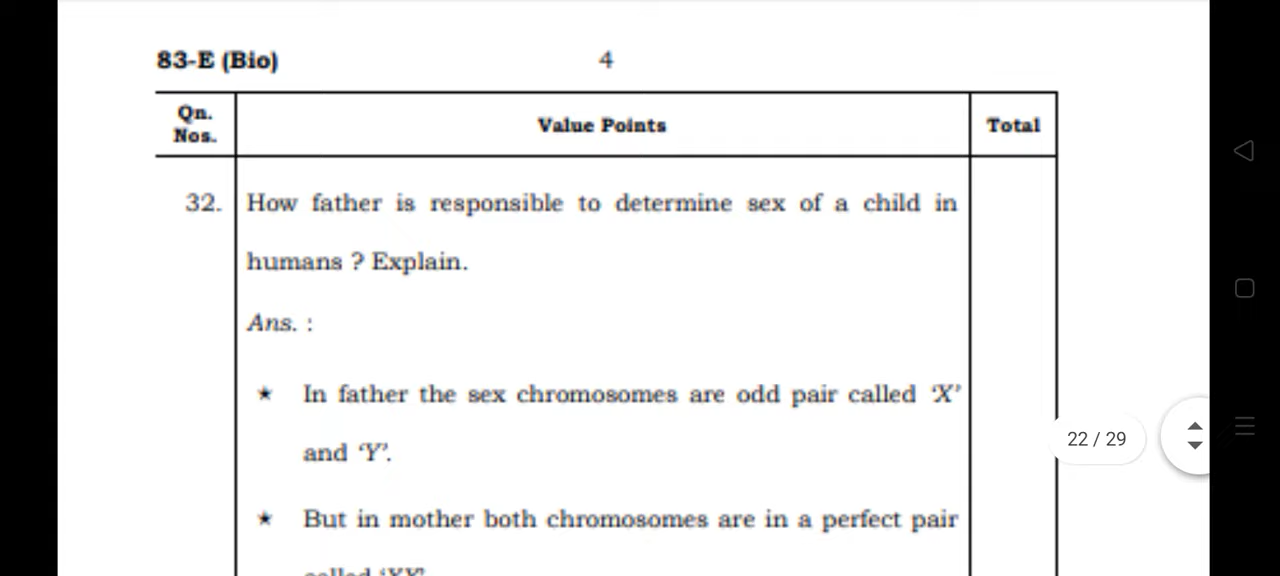 83-E (Bio) 4
Qn. Nos. Value Points Total
32. How father is responsible to determine sex of a child in
humans ? Explain.
Ans. :
★ In father the sex chromosomes are odd pair called ‘X’
and ‘Y’.
★ But in mother both chromosomes are in a perfect pair
called ‘XX’
22 / 29